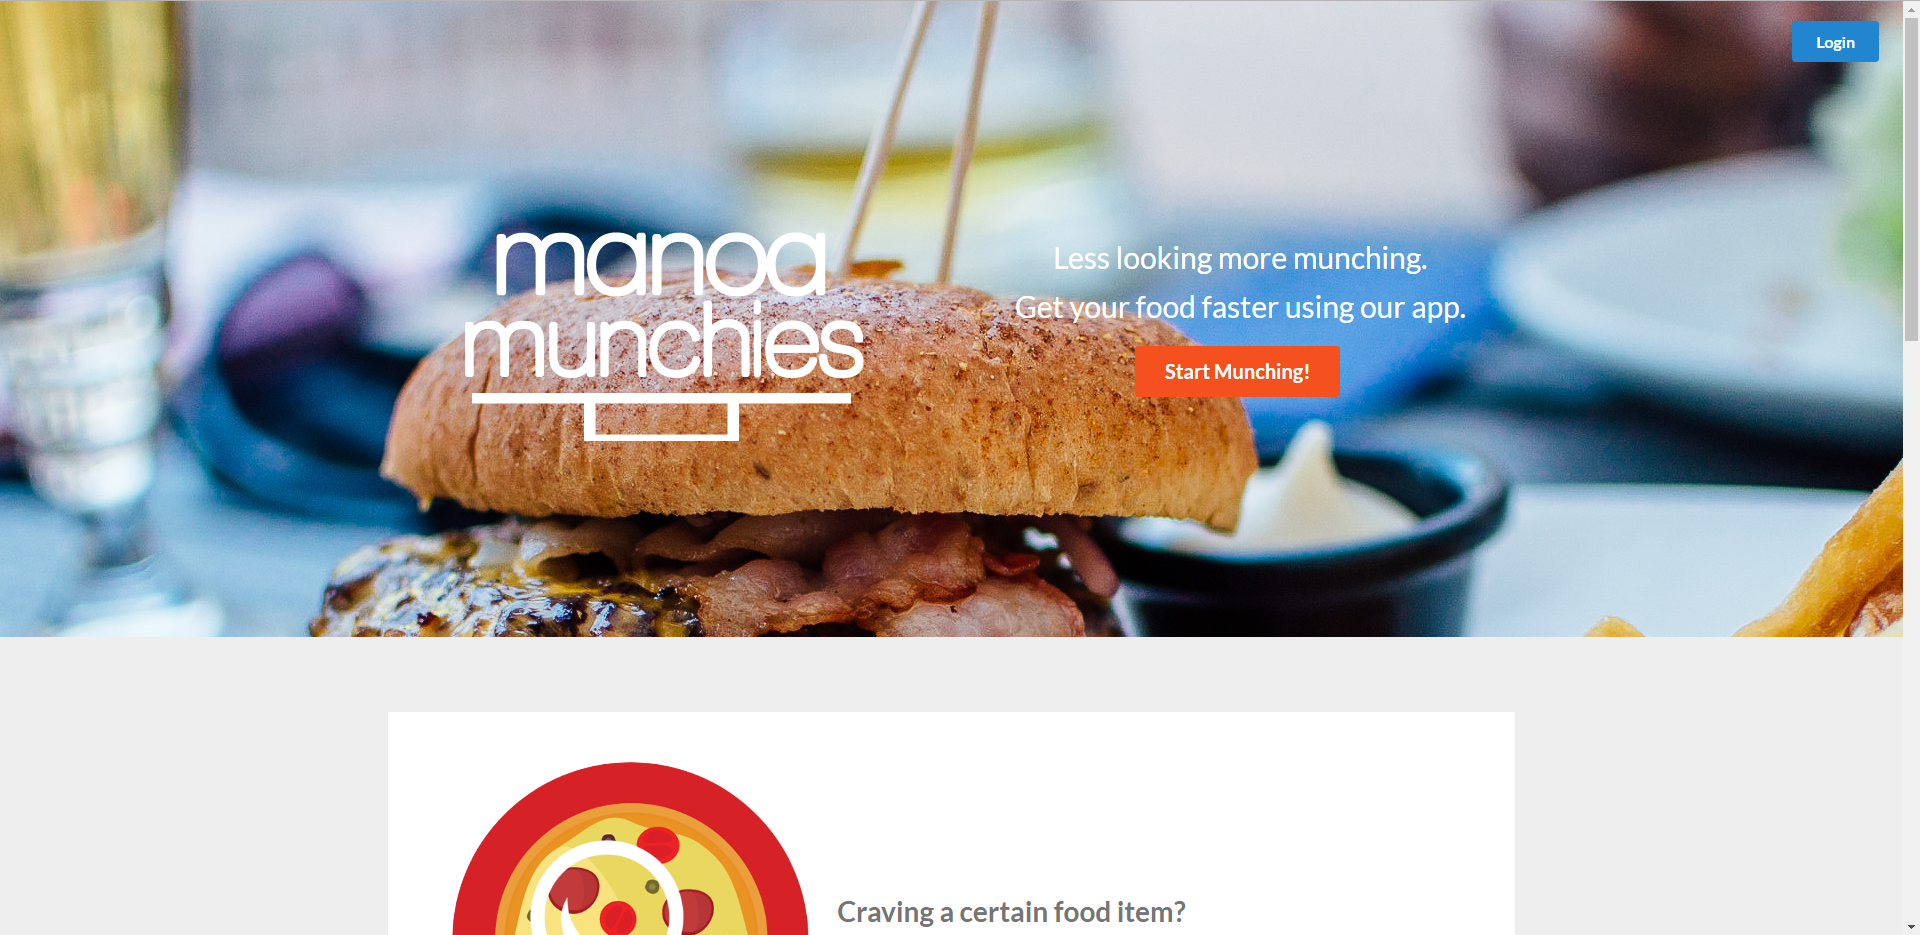 Login
manoa
munchies
Less looking more munching.
Get your food faster using our app.
Start Munching!
Craving a certain food item?